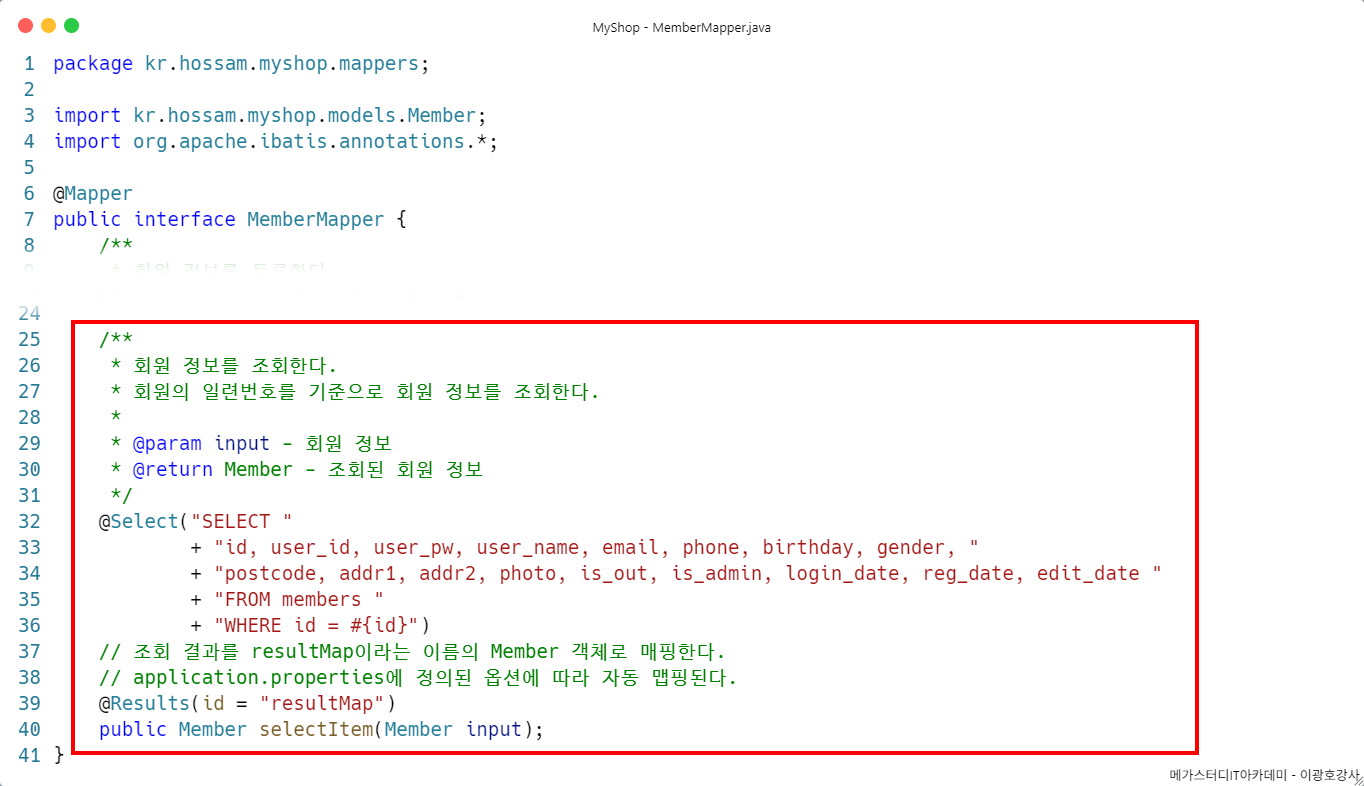 MyShop - MemberMapper.java
1 package kr.hossam.myshop.mappers;
2
3 import kr.hossam.myshop.models.Member;
4 import org.apache.ibatis.annotations.*;
5
6 @Mapper
7 public interface MemberMapper {
8     /**
9      * 회원 정보를 등록한다
24
25     /**
26      * 회원 정보를 조회한다.
27      * 회원의 일련번호를 기준으로 회원 정보를 조회한다.
28      *
29      * @param input - 회원 정보
30      * @return Member - 조회된 회원 정보
31      */
32     @Select("SELECT "
33             + "id, user_id, user_pw, user_name, email, phone, birthday, gender, "
34             + "postcode, addr1, addr2, photo, is_out, is_admin, login_date, reg_date, edit_date "
35             + "FROM members "
36             + "WHERE id = #{id}")
37     // 조회 결과를 resultMap이라는 이름의 Member 객체로 매핑한다.
38     // application.properties에 정의된 옵션에 따라 자동 맵핑된다.
39     @Results(id = "resultMap")
40     public Member selectItem(Member input);
41 }
메가스터디IT아카데미 - 이광호강사